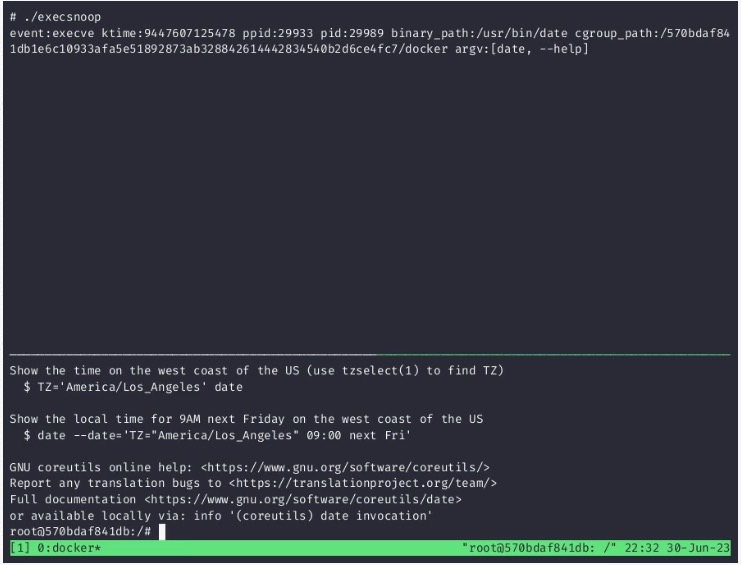 # ./execsnoop
event:execve ktime:9447607125478 ppid:29933 pid:29989 binary_path:/usr/bin/date cgroup_path:/570bdaf84
1db1e6c10933afa5e51892873ab328842614442834540b2d6ce4fc7/docker argv:[date, --help]
Show the time on the west coast of the US (use tzselect(1) to find TZ)
  $ TZ='America/Los_Angeles' date
Show the local time for 9AM next Friday on the west coast of the US
  $ date --date='TZ="America/Los_Angeles" 09:00 next Fri'
GNU coreutils online help: <https://www.gnu.org/software/coreutils/>
Report any translation bugs to <https://translationproject.org/team/>
Full documentation <https://www.gnu.org/software/coreutils/date>
or available locally via: info '(coreutils) date invocation'
root@570bdaf841db:/#
[1] 0:docker* "root@570bdaf841db: /" 22:32 30-Jun-23